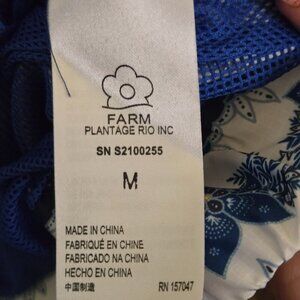 FARM
PLANTAGE RIO INC
SN S2100255
M
MADE IN CHINA
FABRIQUÉ EN CHINE
FABRICADO NA CHINA
HECHO EN CHINA
中国制造 RN 157047